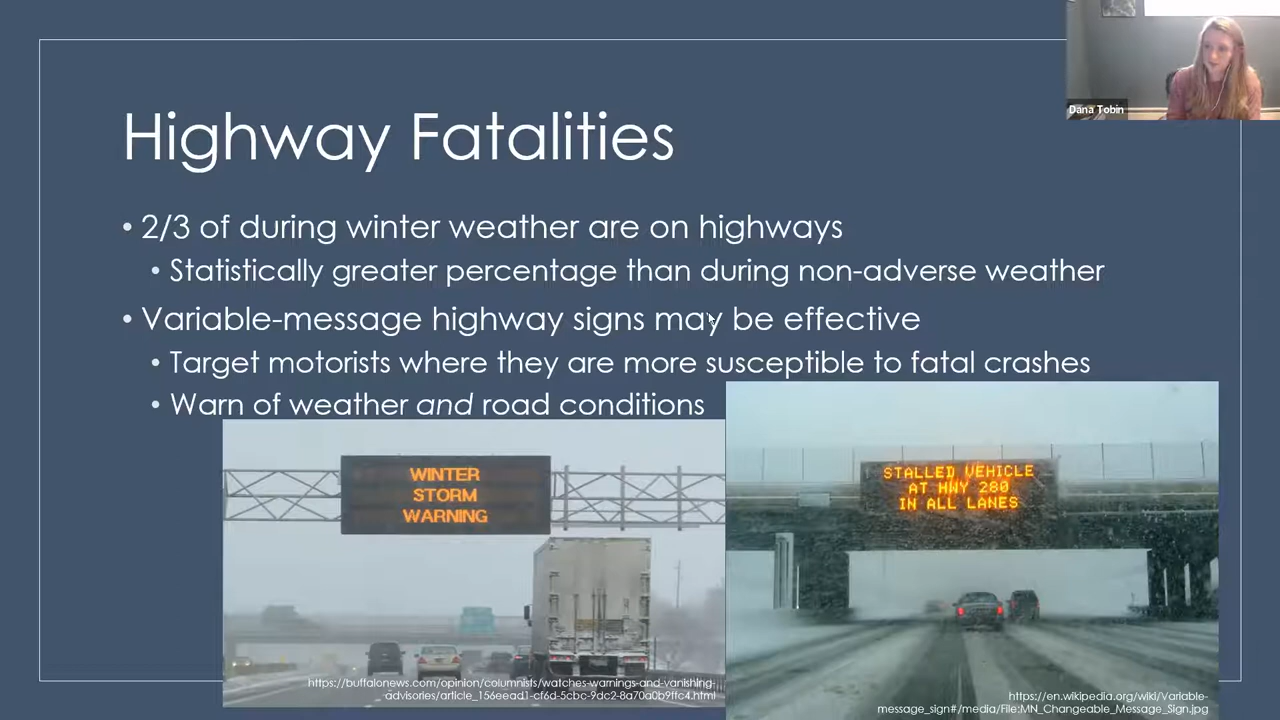 Dana Tobin
Highway Fatalities
• 2/3 of during winter weather are on highways
• Statistically greater percentage than during non-adverse weather
• Variable-message highway signs may be effective
• Target motorists where they are more susceptible to fatal crashes
• Warn of weather and road conditions
WINTER
STORM
WARNING
STALLED VEHICLE
AT HWY 280
IN ALL LANES
https://buffalonews.com/opinion/columnists/watches-warnings-and-vanishing-
advisories/article_156eead1-cf6d-5cbc-9dc2-8a70a0b9ffc4.html
https://en.wikipedia.org/wiki/Variable-
message_sign#/media/File:MN_Changeable_Message_Sign.jpg